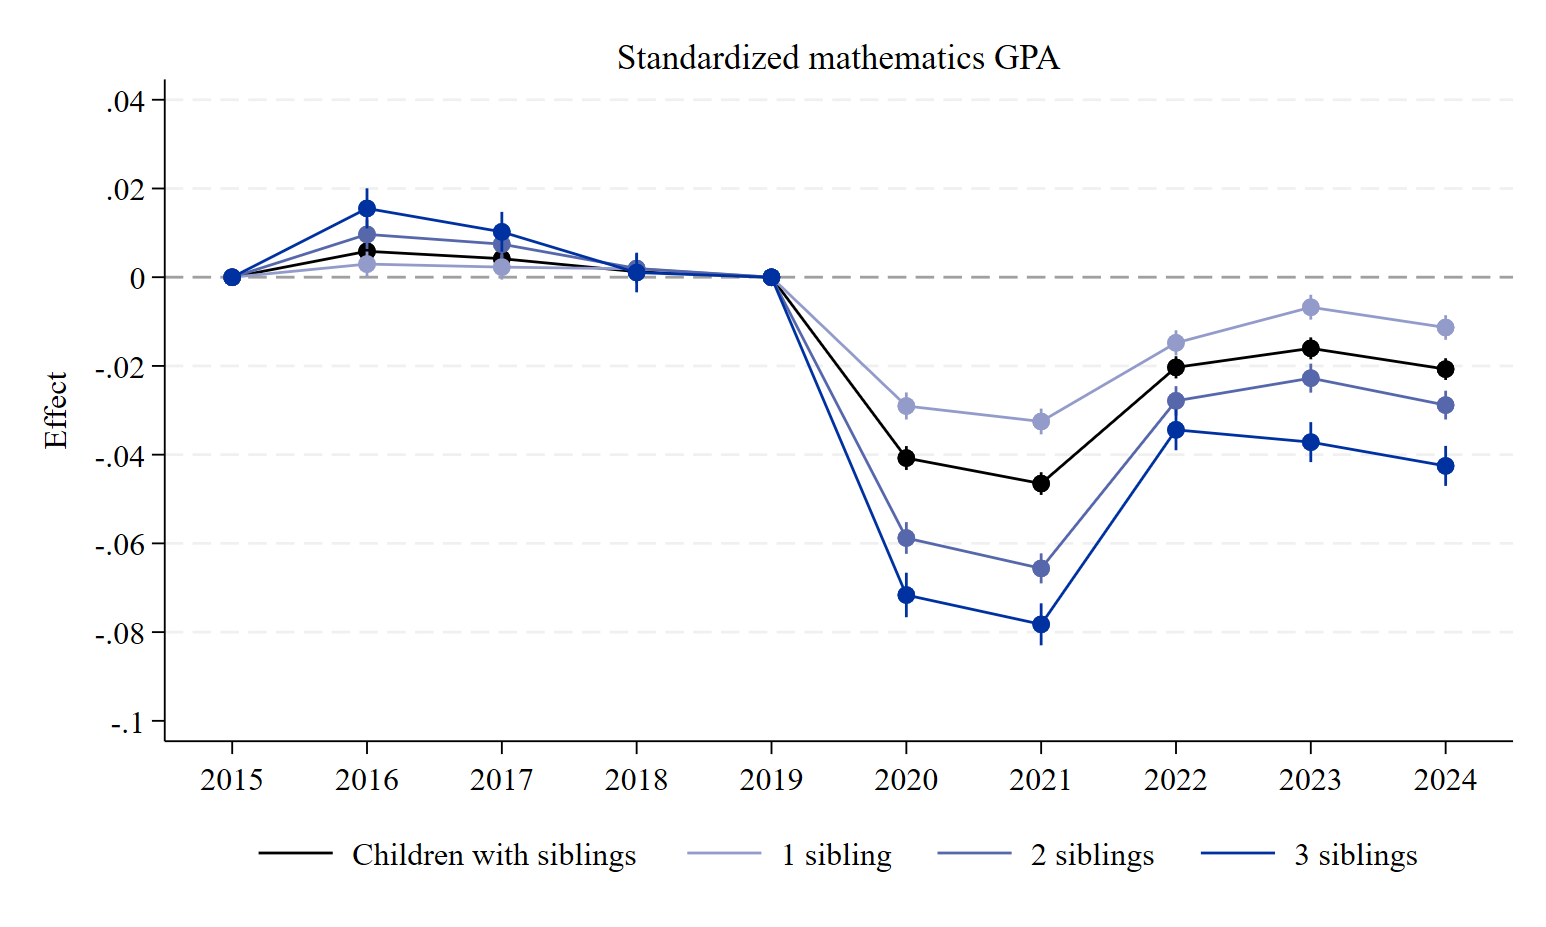 Standardized mathematics GPA
.04
.02
0
-.02
-.04
-.06
-.08
-.1
Effect
2015 2016 2017 2018 2019 2020 2021 2022 2023 2024
Children with siblings 1 sibling 2 siblings 3 siblings